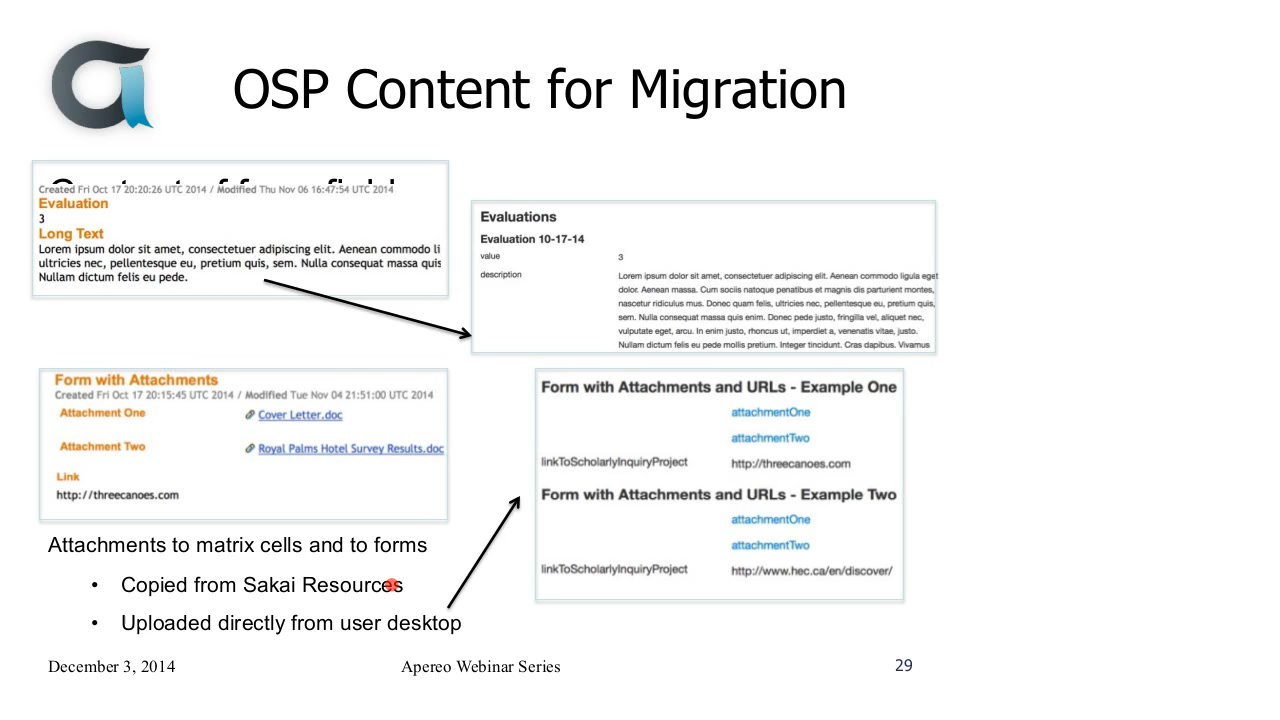 OSP Content for Migration
Created Fri Oct 17 20:20:26 UTC 2014 / Modified Thu Nov 06 16:47:54 UTC 2014
Evaluation
3
Long Text
Lorem ipsum dolor sit amet, consectetuer adipiscing elit. Aenean commodo li
ultricies nec, pellentesque eu, pretium quis, sem. Nulla consequat massa quis
Nullam dictum felis eu pede.
Evaluations
Evaluation 10-17-14
value 3
description Lorem ipsum dolor sit amet, consectetuer adipiscing elit. Aenean commodo ligula eget
dolor. Aenean massa. Cum sociis natoque penatibus et magnis dis parturient montes,
nascetur ridiculus mus. Donec quam felis, ultricies nec, pellentesque eu, pretium quis,
sem. Nulla consequat massa quis enim. Donec pede justo, fringilla vel, aliquet nec,
vulputate eget, arcu. In enim justo, rhoncus ut, imperdiet a, venenatis vitae, justo.
Nullam dictum felis eu pede mollis pretium. Integer tincidunt. Cras dapibus. Vivamus
Form with Attachments
Created Fri Oct 17 20:15:45 UTC 2014 / Modified Tue Nov 04 21:51:00 UTC 2014
Attachment One Cover Letter.doc
Attachment Two Royal Palms Hotel Survey Results.doc
Link
http://threecanoes.com
Form with Attachments and URLs - Example One
attachmentOne
attachmentTwo
linkToScholarlyInquiryProject http://threecanoes.com
Form with Attachments and URLs - Example Two
attachmentOne
attachmentTwo
linkToScholarlyInquiryProject http://www.hec.ca/en/discover/
Attachments to matrix cells and to forms
• Copied from Sakai Resources
• Uploaded directly from user desktop
December 3, 2014 Apereo Webinar Series 29